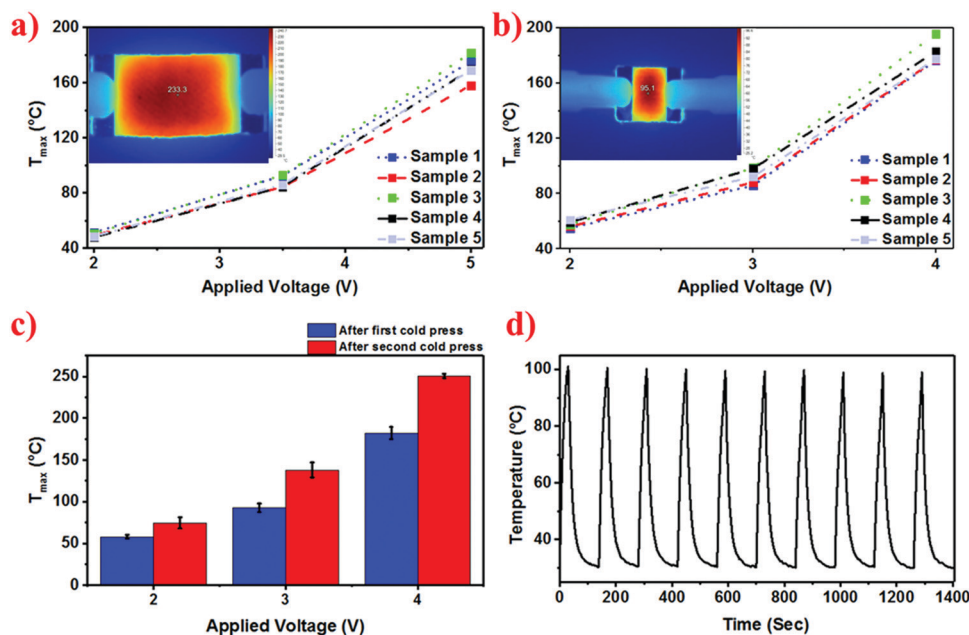 a)
200
160
120
80
40
Tmax (°C)
233.3
Sample 1
Sample 2
Sample 3
Sample 4
Sample 5
2
3
4
5
Applied Voltage (V)
b)
200
160
120
80
40
Tmax (°C)
95.1
Sample 1
Sample 2
Sample 3
Sample 4
Sample 5
2
3
4
Applied Voltage (V)
c)
After first cold press
After second cold press
250
200
150
100
50
0
Tmax (°C)
2
3
4
Applied Voltage (V)
d)
100
80
60
40
Temperature (°C)
0
200
400
600
800
1000
1200
1400
Time (Sec)